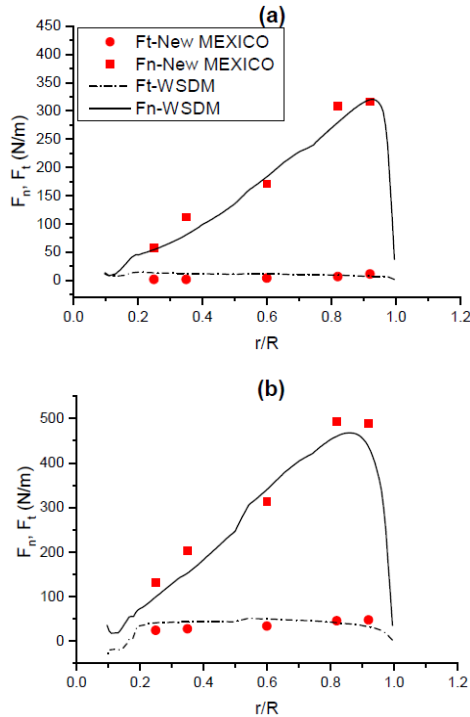 (a)
450
400
350
300
250
200
150
100
50
0
Ft-New MEXICO
Fn-New MEXICO
Ft-WSDM
Fn-WSDM
Fn, Ft (N/m)
0.0 0.2 0.4 0.6 0.8 1.0 1.2
r/R
(b)
500
400
300
200
100
0
Fn, Ft (N/m)
0.0 0.2 0.4 0.6 0.8 1.0 1.2
r/R